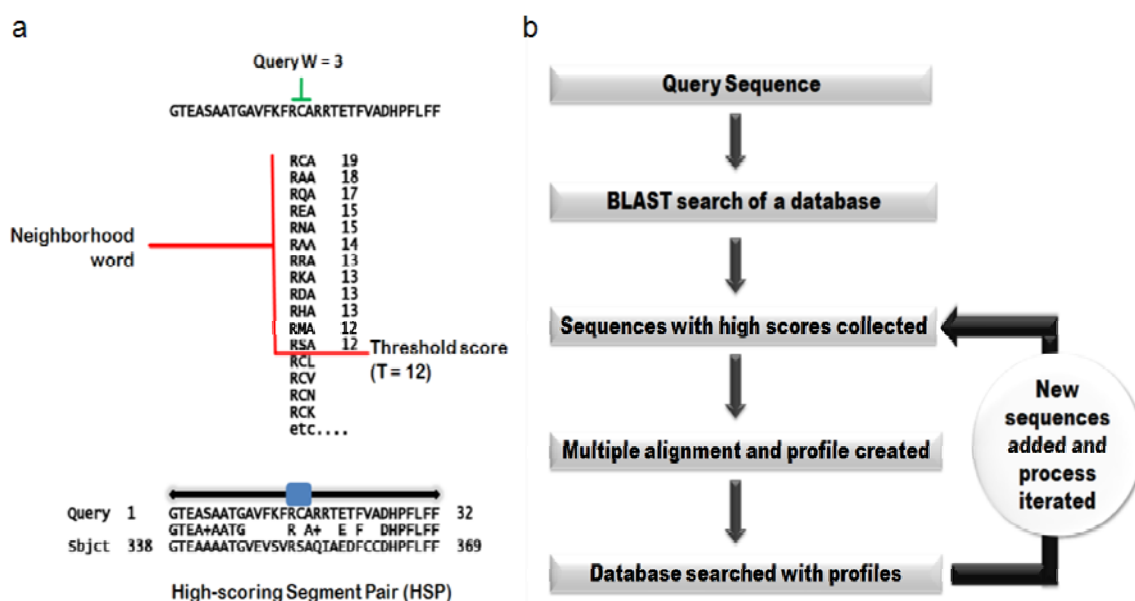 a
Query W = 3
GTEASAATGAVFKFRCARRTETFVADHPFLFF
RCA 19
RAA 18
RQA 17
REA 15
RNA 15
RAA 14
RRA 13
RKA 13
RDA 13
RHA 13
RMA 12
RSA 12
RCL
RCV
RCN
RCK
etc....
Neighborhood
word
Threshold score
(T = 12)
Query 1 GTEASAATGAVFKFRCARRTETFVADHPFLFF 32
GTEA+AATG R A+ E F DHPFLFF
Sbjct 338 GTEAAAATGVEVSVRSAQIAEDFCCDHPFLFF 369
High-scoring Segment Pair (HSP)
b
Query Sequence
BLAST search of a database
Sequences with high scores collected
Multiple alignment and profile created
Database searched with profiles
New
sequences
added and
process
iterated